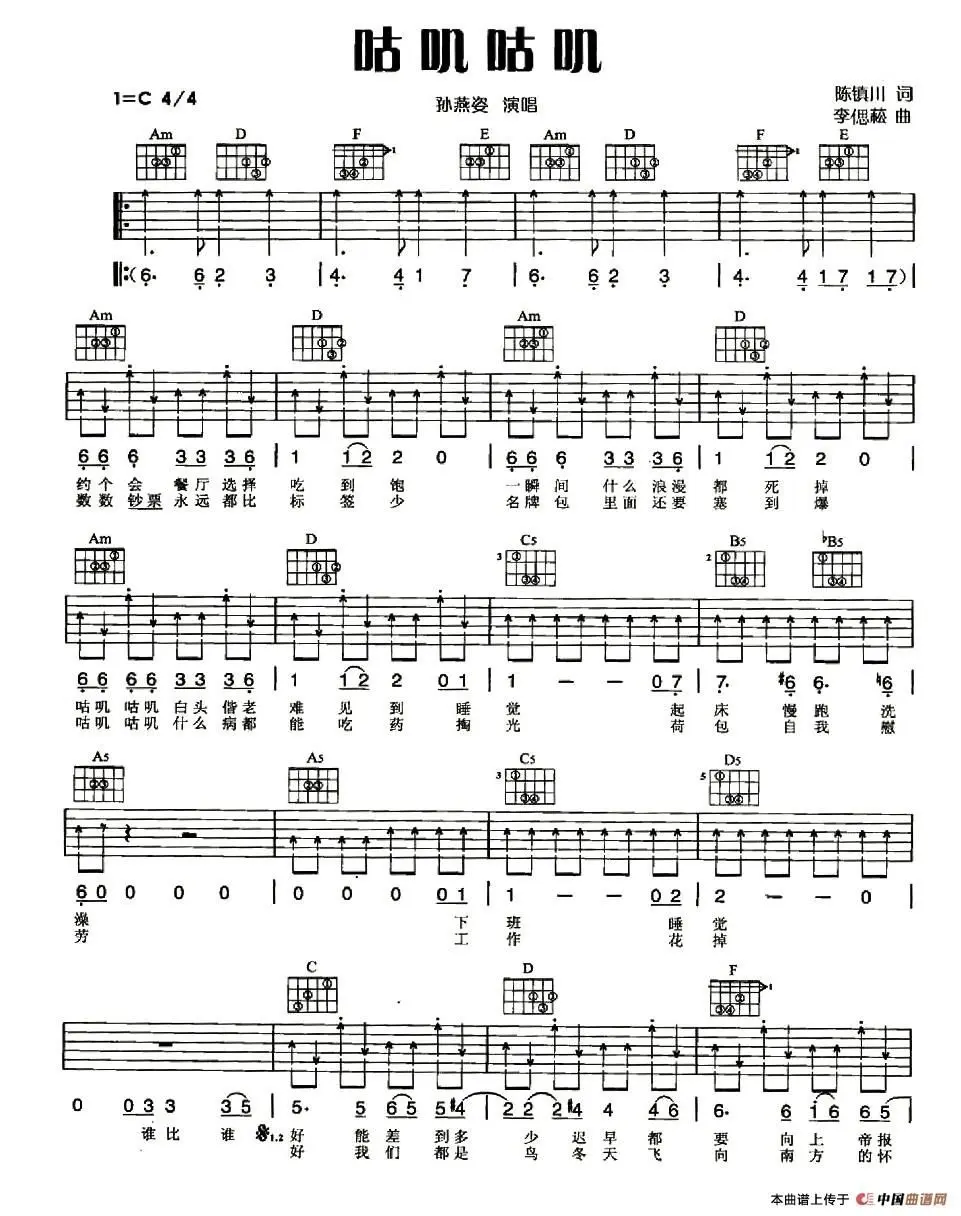 咕叽咕叽
1=C 4/4
孙燕姿 演唱
陈镇川 词
李偲菘 曲
Am D F E Am D F E
1 1
‖:(6. 6 2 3 | 4. 4 1 7 | 6. 6 2 3 | 4. 4 1 7 1 7) |
Am D Am D
6 6 6 3 3 3 6 | 1 1 2 2 0 | 6 6 6 3 3 3 6 | 1 1 2 2 0 |
约个会 餐厅选择 吃到饱 一瞬间 什么浪漫 都死掉
数数钞票永远都比 标签少 名牌包 里面还要 塞到爆
Am D C5 B5 ♭B5
3 2
6 6 6 6 3 3 3 6 | 1 1 2 2 0 1 | 1 — — 0 7 | 7. #6 6. ♮6 |
咕叽咕叽白头偕老 难见到睡 觉 起 床慢跑洗
咕叽咕叽什么病都 能吃药掏 光 荷 包自我慰
A5 A5 C5 D5
3 5
6 0 0 0 0 | 0 0 0 0 1 | 1 — — 0 2 | 2 — — 0 |
澡 下 班 睡 觉
劳 工 作 花 掉
C D F
1
0 0 3 3 3 5 | 5. 5 6 5 5 #4 | 2 2 2 #4 4 4 6 | 6. 6 1 6 6 5 |
谁比 谁 𝄋1.2 好 能差到多 少迟早都 要 向上帝报
好 我们都是 鸟冬天飞 向 南方的怀
本曲谱上传于 中国曲谱网